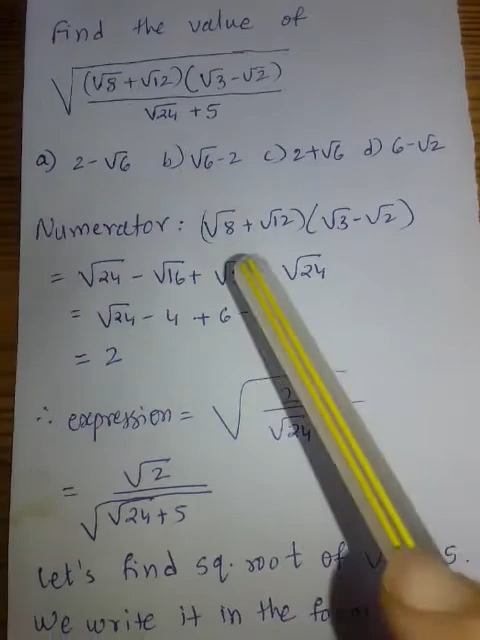 Find the value of
√((√8+√12)(√3-√2)/(√24+5))
a) 2-√6 b) √6-2 c) 2+√6 d) 6-√2
Numerator: (√8+√12)(√3-√2)
= √24 - √16 + √24
= √24 - 4 + 6 -
= 2
∴ expression = √(2/√24
= √2/√(√24+5)
Let's find sq. root of 5.
We write it in the